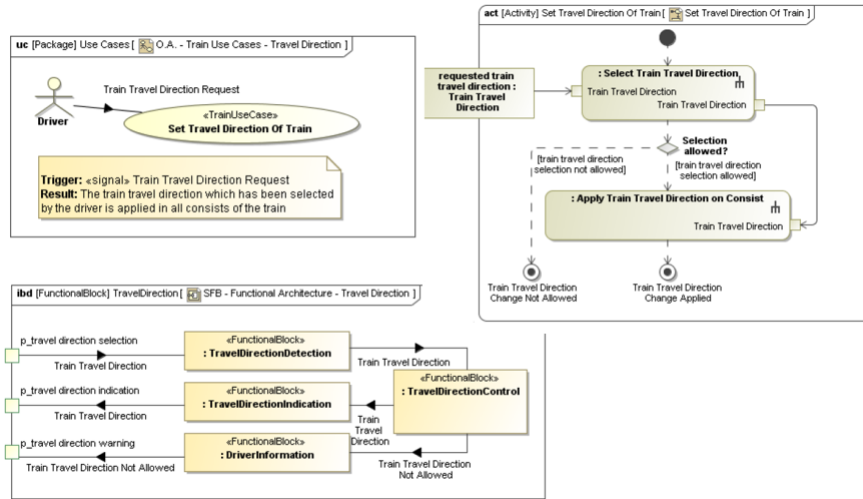 uc [Package] Use Cases [ O.A. - Train Use Cases - Travel Direction ]
Train Travel Direction Request
Driver
«TrainUseCase»
Set Travel Direction Of Train
Trigger: «signal» Train Travel Direction Request
Result: The train travel direction which has been selected
by the driver is applied in all consists of the train
act [Activity] Set Travel Direction Of Train [ Set Travel Direction Of Train ]
requested train
travel direction :
Train Travel
Direction
: Select Train Travel Direction
Train Travel Direction
Train Travel Direction
Selection
allowed?
[train travel direction
selection not allowed]
[train travel direction
selection allowed]
: Apply Train Travel Direction on Consist
Train Travel Direction
Train Travel Direction
Change Not Allowed
Train Travel Direction
Change Applied
ibd [FunctionalBlock] TravelDirection [ SFB - Functional Architecture - Travel Direction ]
p_travel direction selection
Train Travel Direction
«FunctionalBlock»
: TravelDirectionDetection
Train Travel Direction
«FunctionalBlock»
: TravelDirectionControl
p_travel direction indication
Train Travel Direction
«FunctionalBlock»
: TravelDirectionIndication
Train
Travel
Direction
p_travel direction warning
Train Travel Direction Not Allowed
«FunctionalBlock»
: DriverInformation
Train Travel Direction
Not Allowed